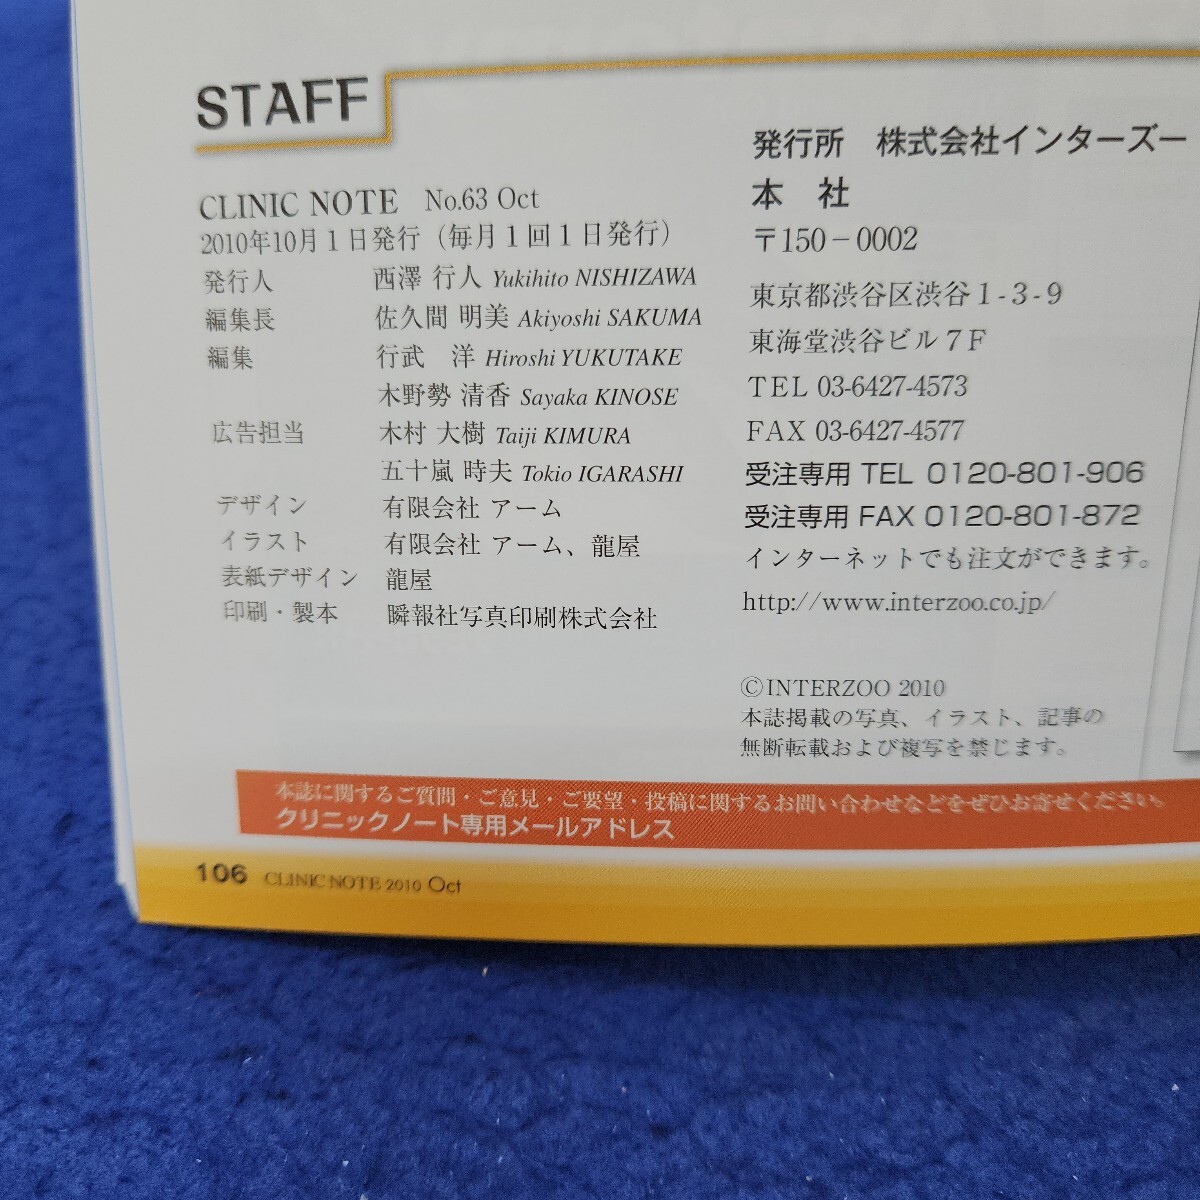 STAFF
CLINIC NOTE No.63 Oct
2010年10月1日発行（毎月1回1日発行）
発行人 西澤 行人 Yukihito NISHIZAWA
編集長 佐久間 明美 Akiyoshi SAKUMA
編集 行武 洋 Hiroshi YUKUTAKE
木野勢 清香 Sayaka KINOSE
広告担当 木村 大樹 Taiji KIMURA
五十嵐 時夫 Tokio IGARASHI
デザイン 有限会社 アーム
イラスト 有限会社 アーム、龍屋
表紙デザイン 龍屋
印刷・製本 瞬報社写真印刷株式会社
発行所 株式会社インターズー
本 社
〒150-0002
東京都渋谷区渋谷1-3-9
東海堂渋谷ビル7F
TEL 03-6427-4573
FAX 03-6427-4577
受注専用 TEL 0120-801-906
受注専用 FAX 0120-801-872
インターネットでも注文ができます。
http://www.interzoo.co.jp/
©INTERZOO 2010
本誌掲載の写真、イラスト、記事の
無断転載および複写を禁じます。
本誌に関するご質問・ご意見・ご要望・投稿に関するお問い合わせなどをぜひお寄せください。
クリニックノート専用メールアドレス
106 CLINIC NOTE 2010 Oct